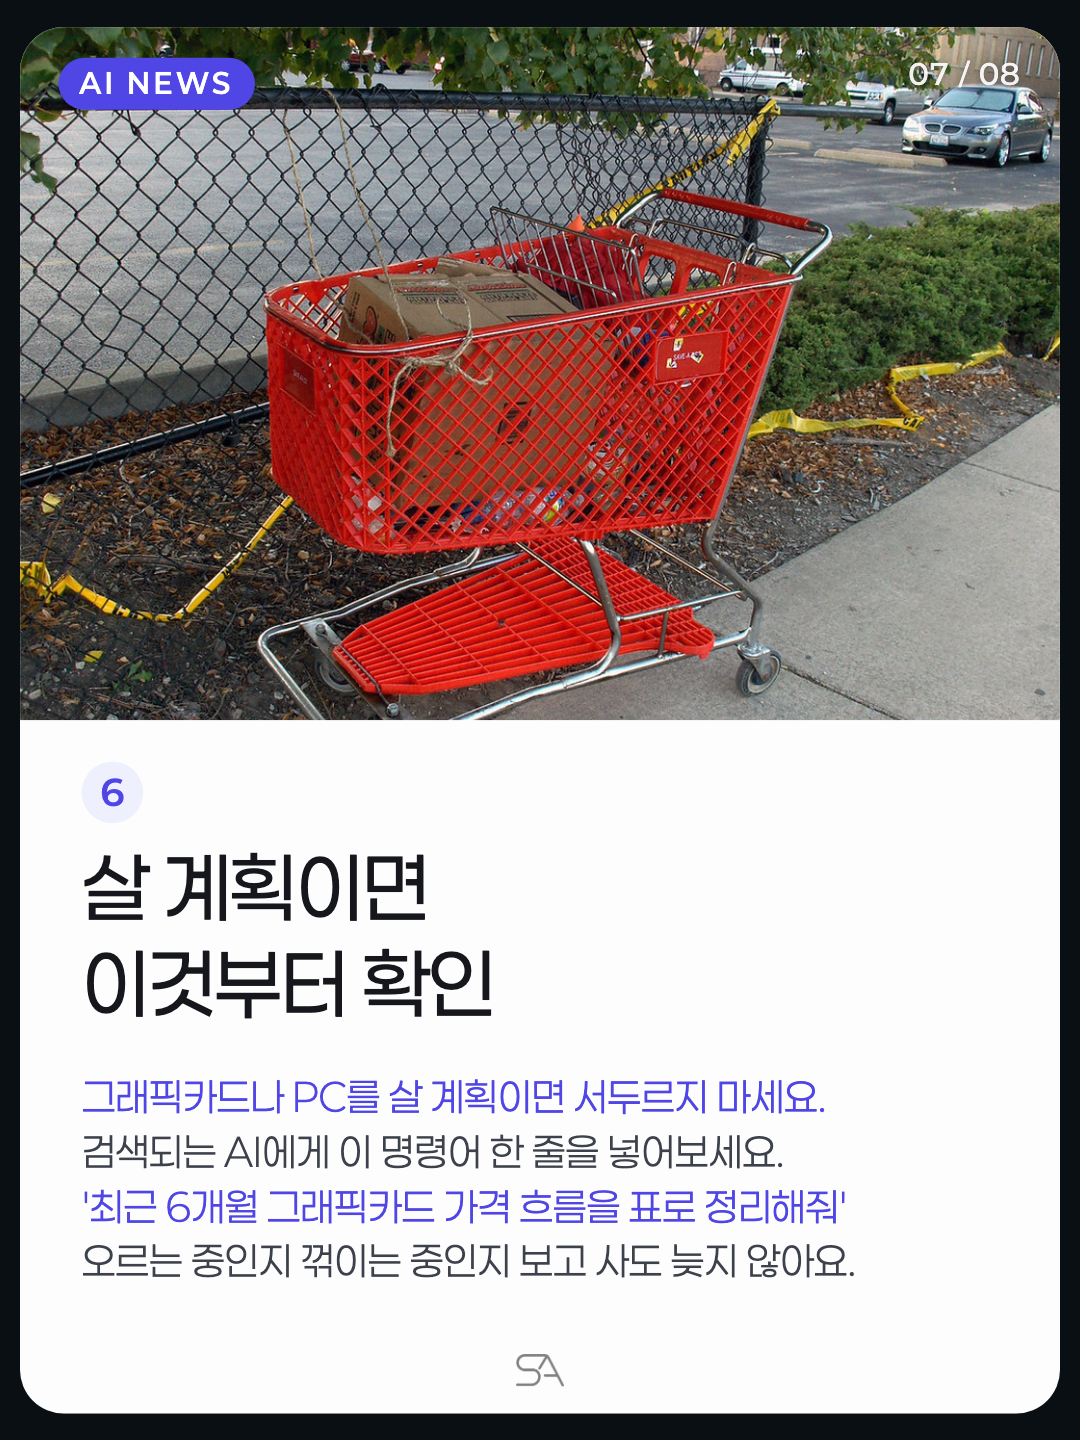 AI NEWS
07 / 08
6
살 계획이면
이것부터 확인
그래픽카드나 PC를 살 계획이면 서두르지 마세요.
검색되는 AI에게 이 명령어 한 줄을 넣어보세요.
'최근 6개월 그래픽카드 가격 흐름을 표로 정리해줘'
오르는 중인지 꺾이는 중인지 보고 사도 늦지 않아요.
SA